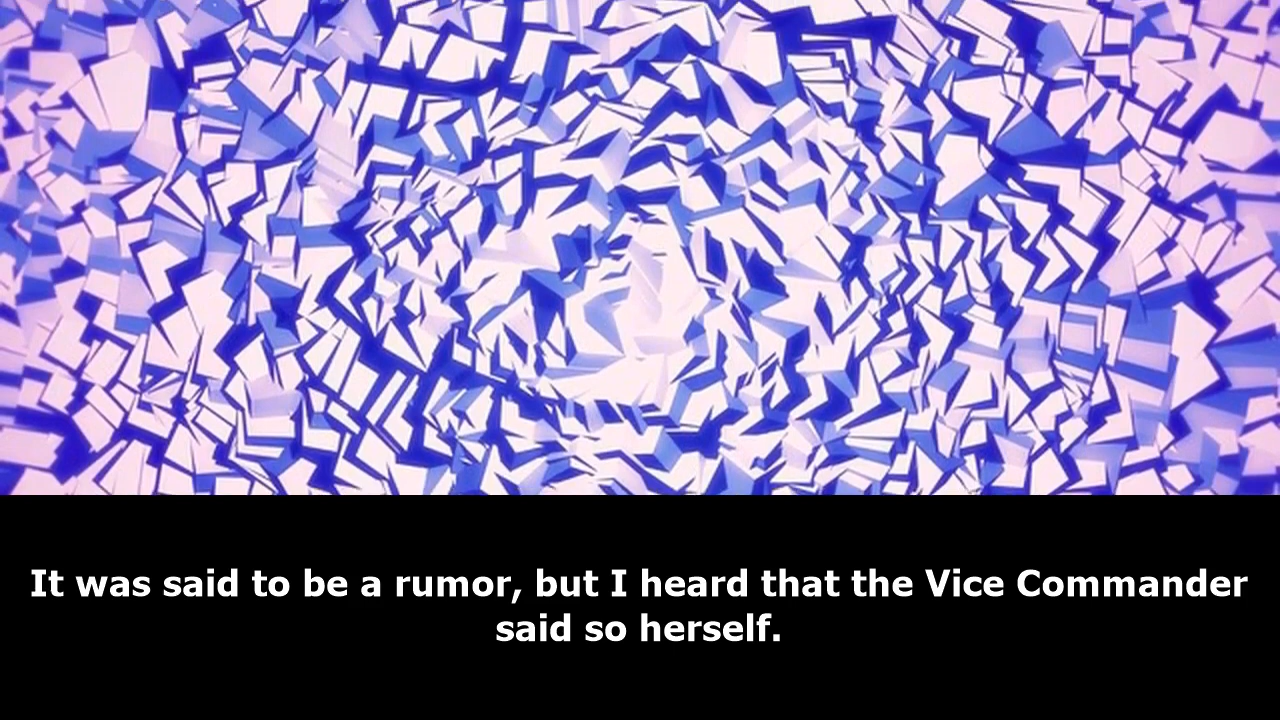 It was said to be a rumor, but I heard that the Vice Commander
said so herself.